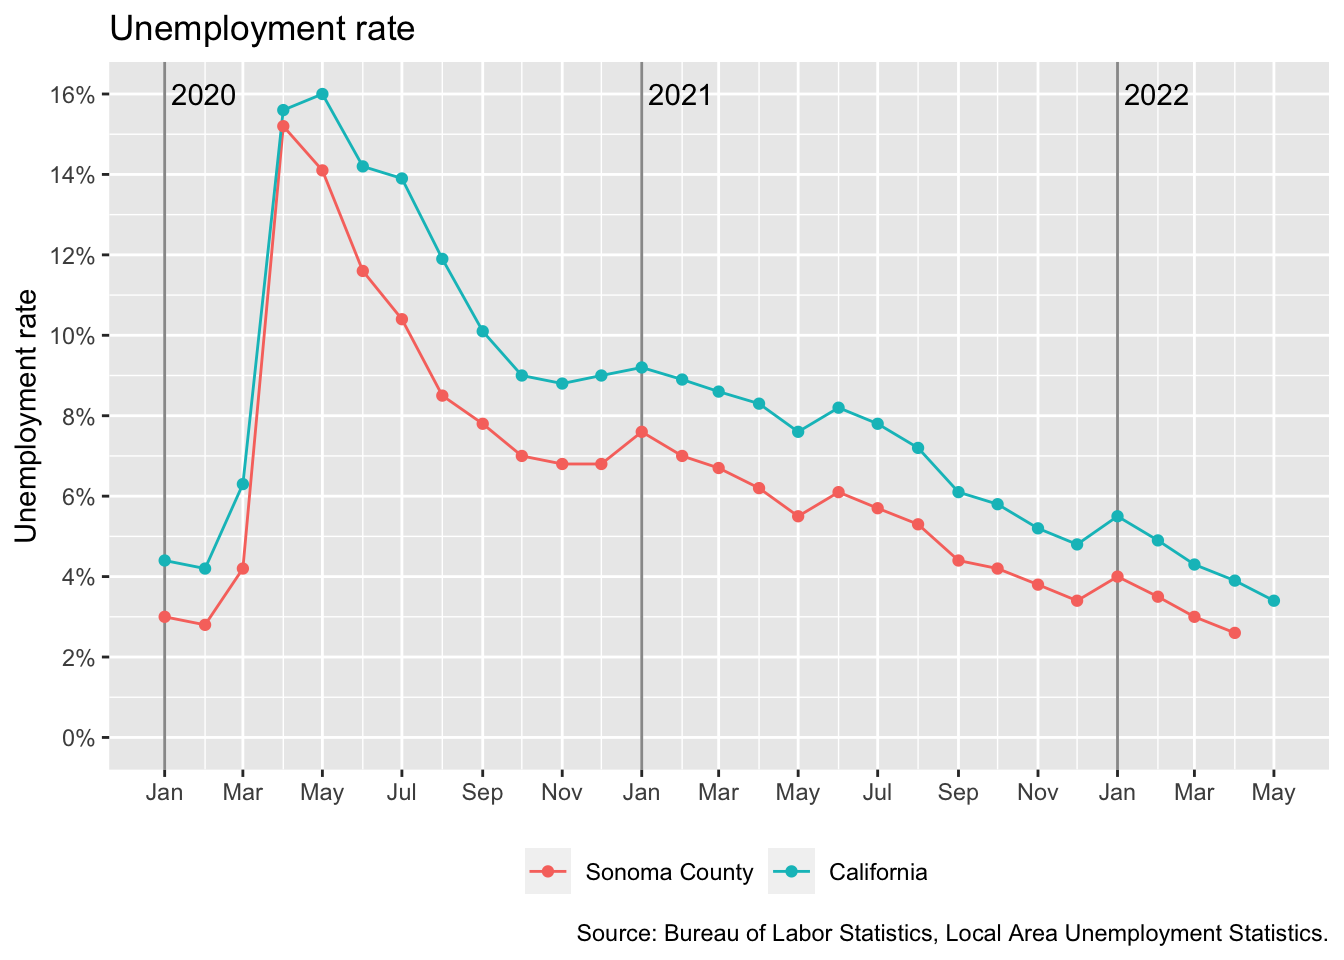 Unemployment rate
2020 2021 2022
16%
14%
12%
10%
8%
6%
4%
2%
0%
Unemployment rate
Jan Mar May Jul Sep Nov Jan Mar May Jul Sep Nov Jan Mar May
Sonoma County California
Source: Bureau of Labor Statistics, Local Area Unemployment Statistics.